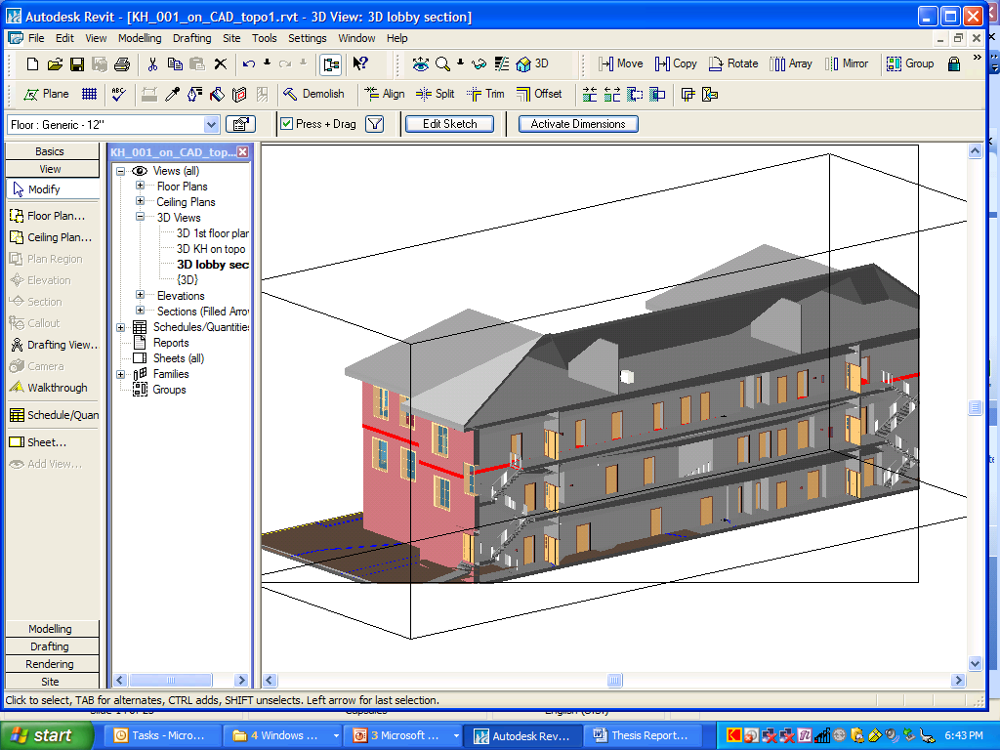 Autodesk Revit - [KH_001_on_CAD_topo1.rvt - 3D View: 3D lobby section]
File Edit View Modelling Drafting Site Tools Settings Window Help
3D Move Copy Rotate Array Mirror Group
Plane Demolish Align Split Trim Offset
Floor : Generic - 12" Press + Drag Edit Sketch Activate Dimensions
Basics
View
Modify
Floor Plan...
Ceiling Plan...
Plan Region
Elevation
Section
Callout
Drafting View..
Camera
Walkthrough
Schedule/Quan
Sheet...
Add View...
Modelling
Drafting
Rendering
Site
KH_001_on_CAD_top...
Views (all)
Floor Plans
Ceiling Plans
3D Views
3D 1st floor plar
3D KH on topo
3D lobby sec
{3D}
Elevations
Sections (Filled Arro
Schedules/Quantitie
Reports
Sheets (all)
Families
Groups
Click to select, TAB for alternates, CTRL adds, SHIFT unselects. Left arrow for last selection.
start Tasks - Micro... 4 Windows ... 3 Microsoft ... Autodesk Rev... Thesis Report... 6:43 PM